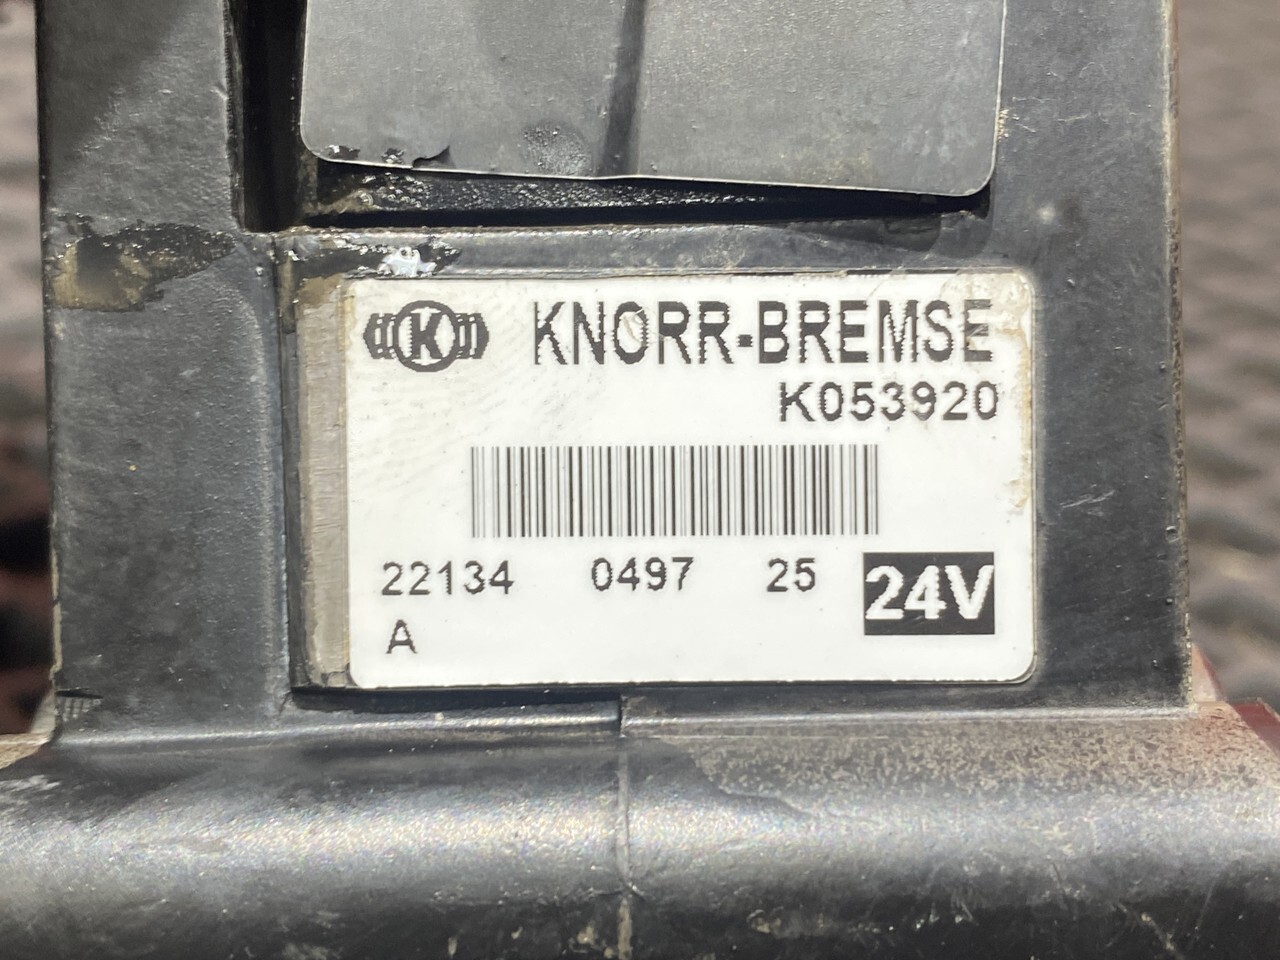 K KNORR-BREMSE
K053920
22134 0497 25 24V
A